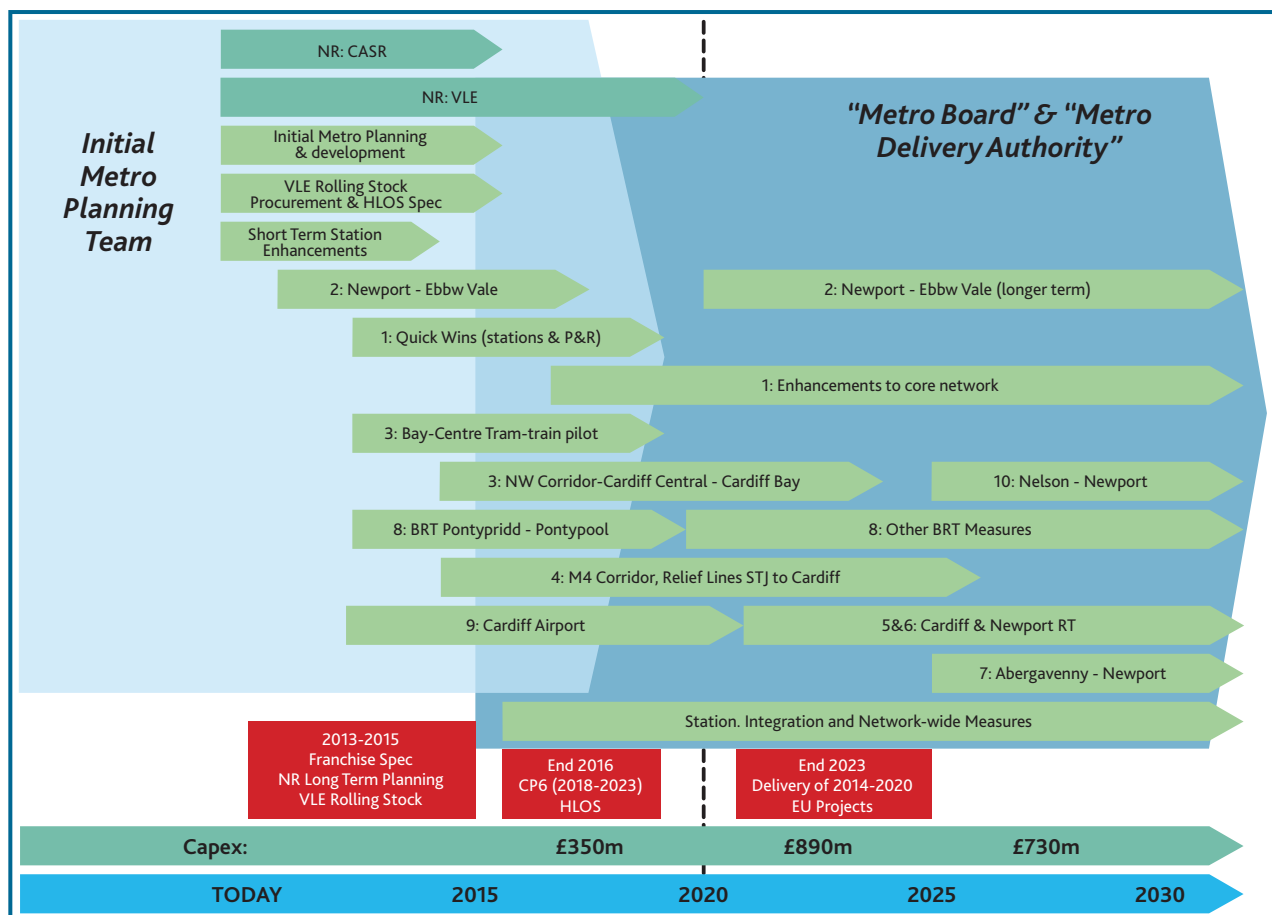 NR: CASR
NR: VLE
Initial
Metro
Planning
Team
"Metro Board" & "Metro
Delivery Authority"
Initial Metro Planning
& development
VLE Rolling Stock
Procurement & HLOS Spec
Short Term Station
Enhancements
2: Newport - Ebbw Vale
2: Newport - Ebbw Vale (longer term)
1: Quick Wins (stations & P&R)
1: Enhancements to core network
3: Bay-Centre Tram-train pilot
3: NW Corridor-Cardiff Central - Cardiff Bay
10: Nelson - Newport
8: BRT Pontypridd - Pontypool
8: Other BRT Measures
4: M4 Corridor, Relief Lines STJ to Cardiff
9: Cardiff Airport
5&6: Cardiff & Newport RT
7: Abergavenny - Newport
Station. Integration and Network-wide Measures
2013-2015
Franchise Spec
NR Long Term Planning
VLE Rolling Stock
End 2016
CP6 (2018-2023)
HLOS
End 2023
Delivery of 2014-2020
EU Projects
Capex: £350m £890m £730m
TODAY 2015 2020 2025 2030